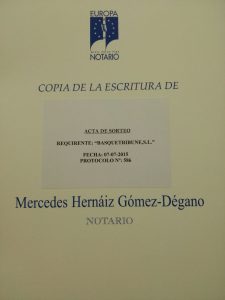 EUROPA
NOTARIO
COPIA DE LA ESCRITURA DE
ACTA DE SORTEO
REQUIRENTE: "BASQUETRIBUNE,S.L."
FECHA: 07-07-2015
PROTOCOLO Nº: 586
Mercedes Hernáiz Gómez-Dégano
NOTARIO